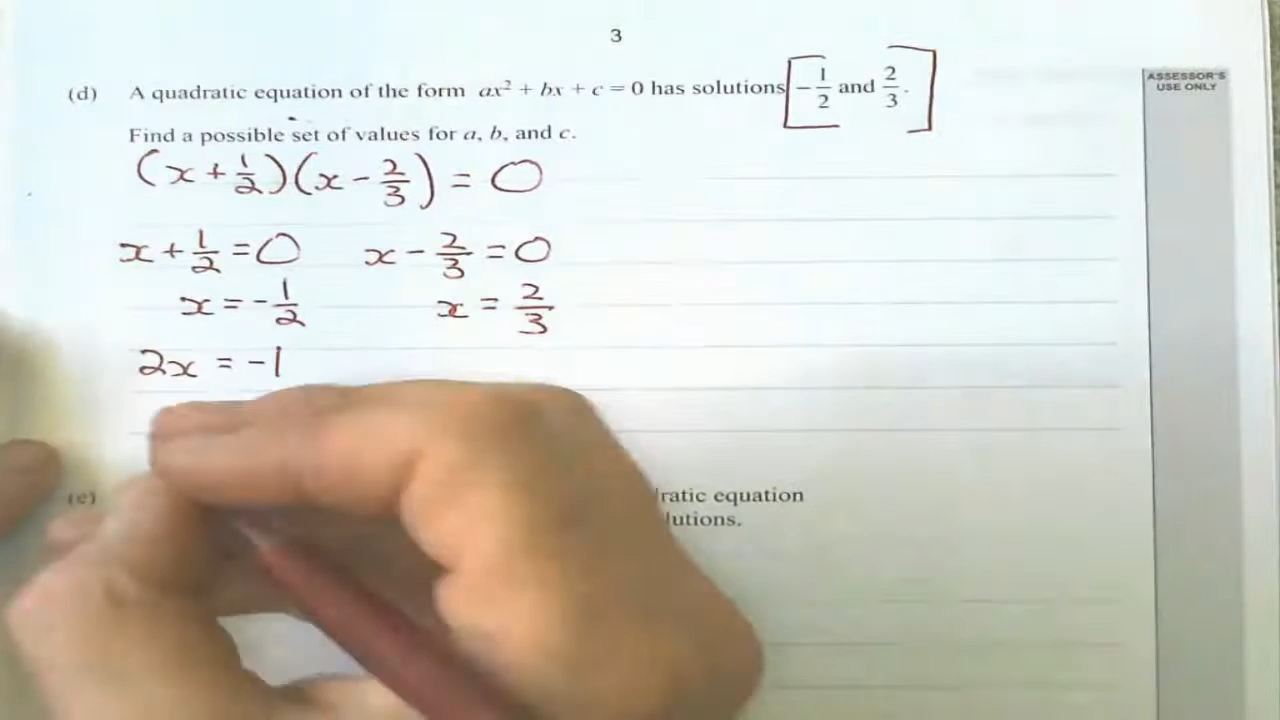 3
ASSESSOR'S
USE ONLY
(d) A quadratic equation of the form ax² + bx + c = 0 has solutions [-1/2 and 2/3.]
Find a possible set of values for a, b, and c.
(x + 1/2)(x - 2/3) = 0
x + 1/2 = 0 x - 2/3 = 0
x = -1/2 x = 2/3
2x = -1
(e) equation